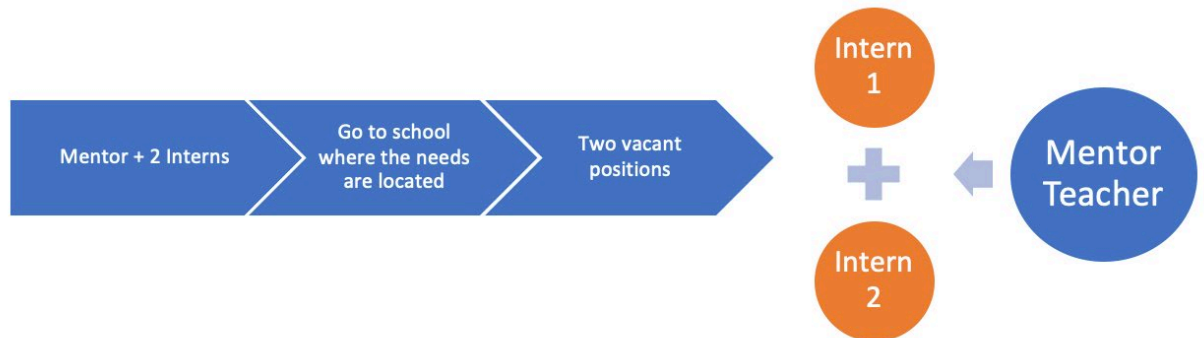 Mentor + 2 Interns
Go to school
where the needs
are located
Two vacant
positions
Intern
1
Intern
2
Mentor
Teacher